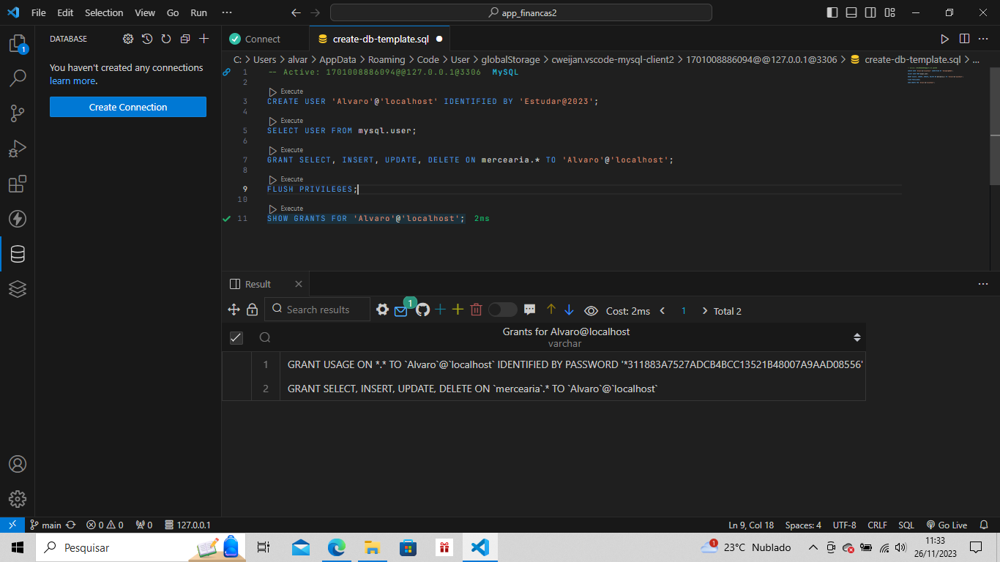 File Edit Selection View Go Run ···
app_financas2
DATABASE
Connect
create-db-template.sql
You haven't created any connections
learn more.
Create Connection
C: > Users > alvar > AppData > Roaming > Code > User > globalStorage > cweijan.vscode-mysql-client2 > 1701008886094@@127.0.0.1@3306 > create-db-template.sql > ...
1 -- Active: 1701008886094@@127.0.0.1@3306 MySQL
2
Execute
3 CREATE USER 'Alvaro'@'localhost' IDENTIFIED BY 'Estudar@2023';
4
Execute
5 SELECT USER FROM mysql.user;
6
Execute
7 GRANT SELECT, INSERT, UPDATE, DELETE ON mercearia.* TO 'Alvaro'@'localhost';
8
Execute
9 FLUSH PRIVILEGES;
10
Execute
11 SHOW GRANTS FOR 'Alvaro'@'localhost'; 2ms
1
Result
Search results
1
Cost: 2ms < 1 > Total 2
Grants for Alvaro@localhost
varchar
1 GRANT USAGE ON *.* TO `Alvaro`@`localhost` IDENTIFIED BY PASSWORD '*311883A7527ADCB4BCC13521B48007A9AAD08556'
2 GRANT SELECT, INSERT, UPDATE, DELETE ON `mercearia`.* TO `Alvaro`@`localhost`
main 0 0 0 127.0.0.1
Ln 9, Col 18 Spaces: 4 UTF-8 CRLF SQL Go Live
Pesquisar
1
23°C Nublado
11:33
26/11/2023